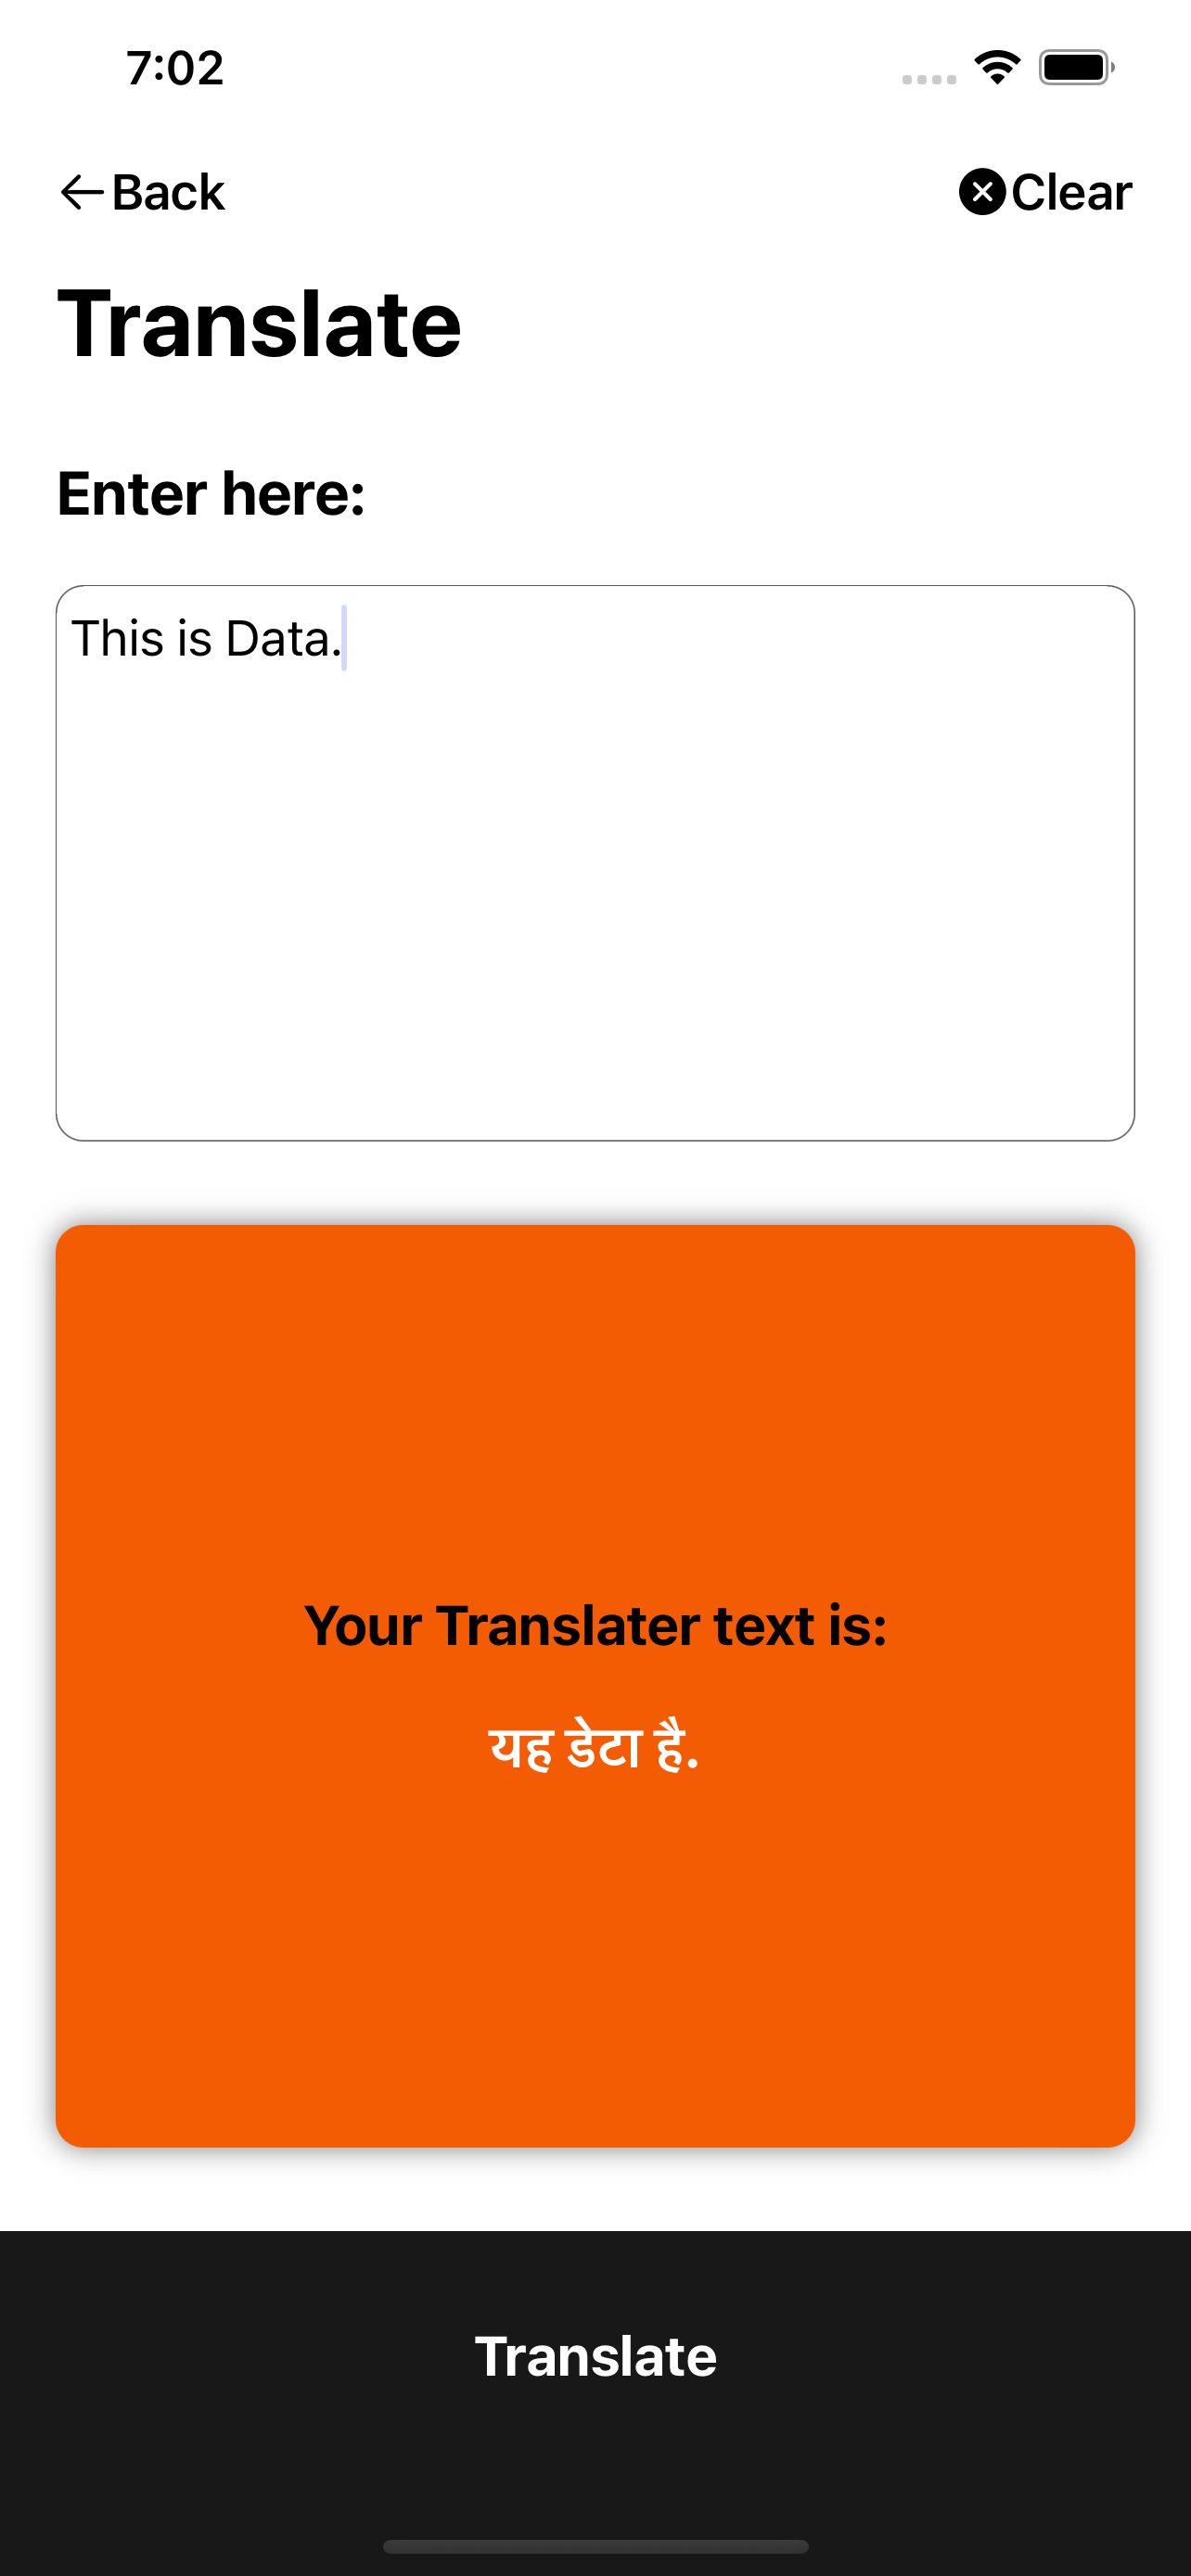 7:02
Back
Clear
Translate
Enter here:
This is Data.
Your Translater text is:
यह डेटा है.
Translate